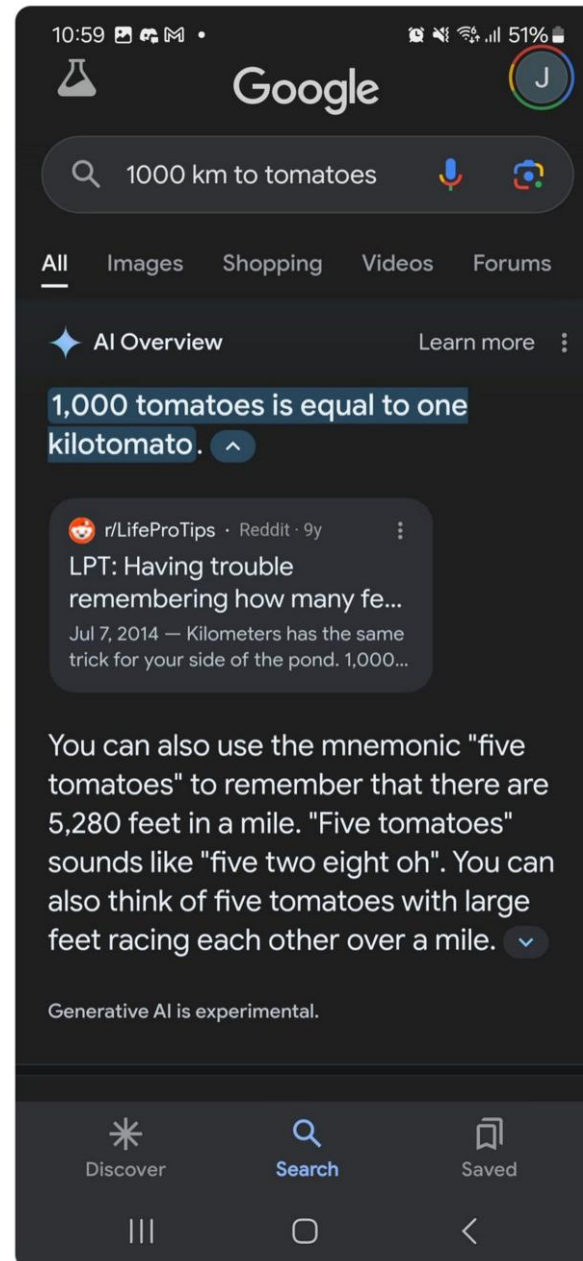 10:59 51%
Google
J
1000 km to tomatoes
All Images Shopping Videos Forums
AI Overview Learn more
1,000 tomatoes is equal to one
kilotomato.
r/LifeProTips · Reddit · 9y
LPT: Having trouble
remembering how many fe...
Jul 7, 2014 — Kilometers has the same
trick for your side of the pond. 1,000...
You can also use the mnemonic "five
tomatoes" to remember that there are
5,280 feet in a mile. "Five tomatoes"
sounds like "five two eight oh". You can
also think of five tomatoes with large
feet racing each other over a mile.
Generative AI is experimental.
Discover Search Saved